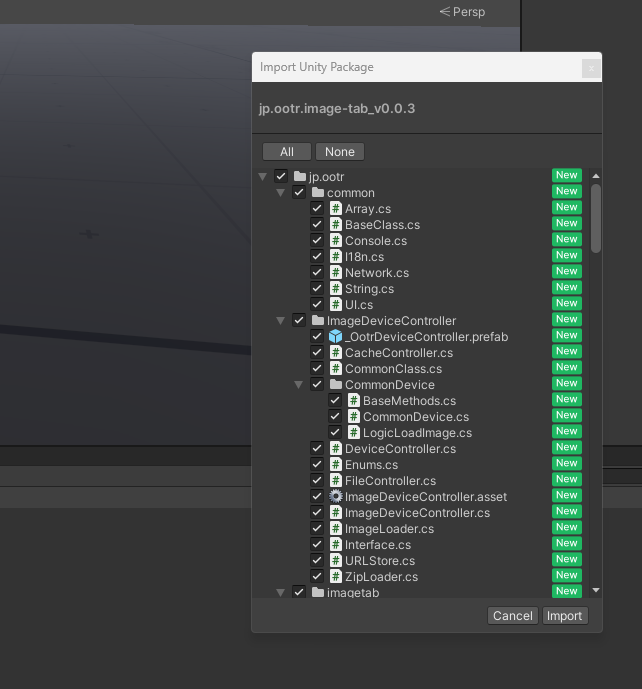 Persp
Import Unity Package
x
jp.ootr.image-tab_v0.0.3
All None
jp.ootr New
common New
Array.cs New
BaseClass.cs New
Console.cs New
I18n.cs New
Network.cs New
String.cs New
UI.cs New
ImageDeviceController New
_OotrDeviceController.prefab New
CacheController.cs New
CommonClass.cs New
CommonDevice New
BaseMethods.cs New
CommonDevice.cs New
LogicLoadImage.cs New
DeviceController.cs New
Enums.cs New
FileController.cs New
ImageDeviceController.asset New
ImageDeviceController.cs New
ImageLoader.cs New
Interface.cs New
URLStore.cs New
ZipLoader.cs New
imagetab New
Cancel Import